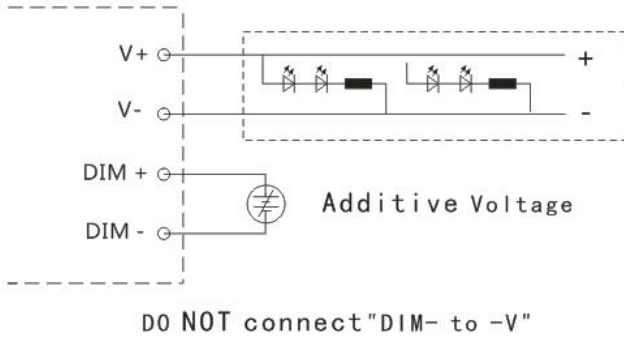 V+
+
V-
-
DIM +
Additive Voltage
DIM -
DO NOT connect"DIM- to -V"